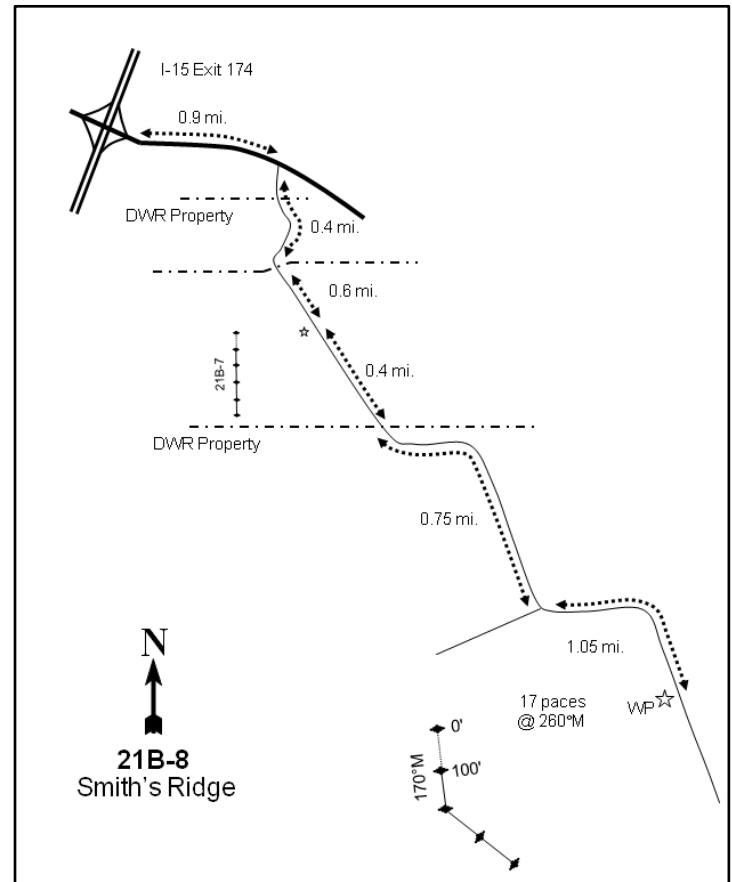 I-15 Exit 174
0.9 mi.
DWR Property
0.4 mi.
0.6 mi.
21B-7
0.4 mi.
DWR Property
0.75 mi.
1.05 mi.
N
17 paces
@ 260°M
WP
0'
100'
170°M
21B-8
Smith's Ridge